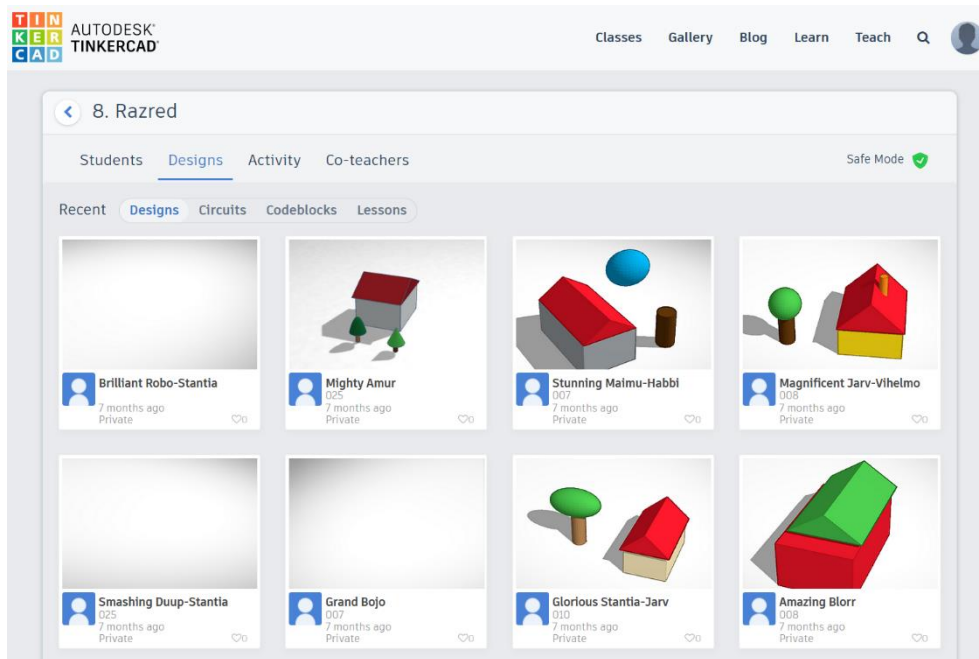 TIN
KER
CAD
AUTODESK®
TINKERCAD®
Classes Gallery Blog Learn Teach
8. Razred
Students Designs Activity Co-teachers
Safe Mode
Recent Designs Circuits Codeblocks Lessons
Brilliant Robo-Stantia
7 months ago
Private
0
Mighty Amur
025
7 months ago
Private
0
Stunning Maimu-Habbi
007
7 months ago
Private
0
Magnificent Jarv-Vihelmo
008
7 months ago
Private
0
Smashing Duup-Stantia
025
7 months ago
Private
0
Grand Bojo
007
7 months ago
Private
0
Glorious Stantia-Jarv
010
7 months ago
Private
0
Amazing Blorr
008
7 months ago
Private
0